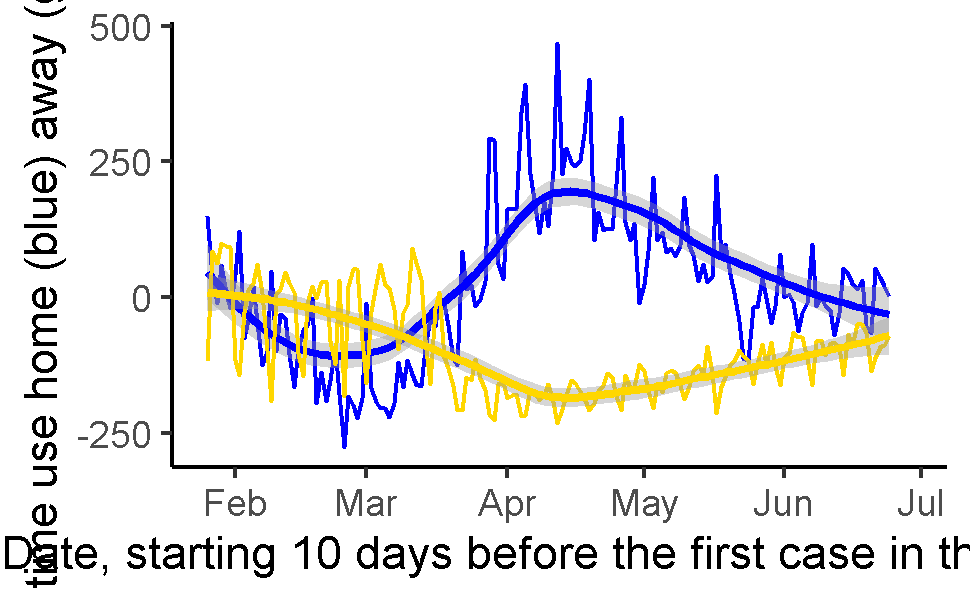 time use home (blue) away (
500
250
0
-250
Feb Mar Apr May Jun Jul
Date, starting 10 days before the first case in th